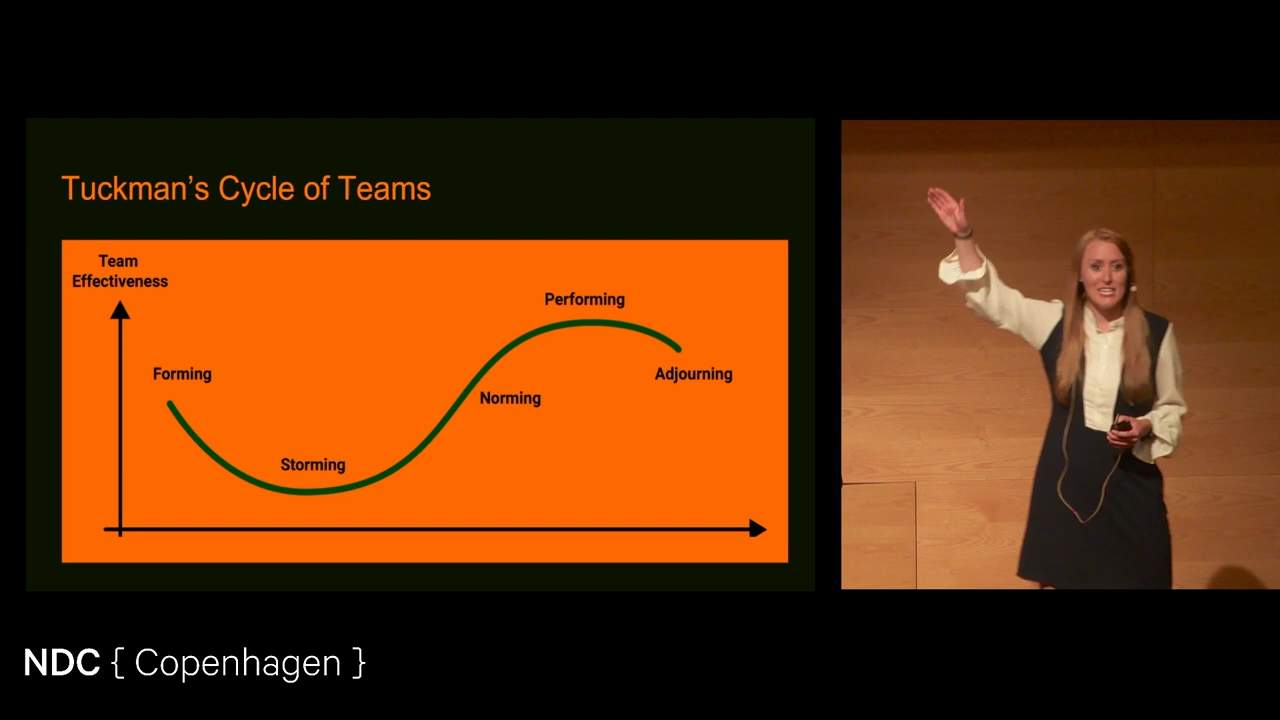 Tuckman's Cycle of Teams
Team
Effectiveness
Performing
Forming
Adjourning
Norming
Storming
NDC { Copenhagen }